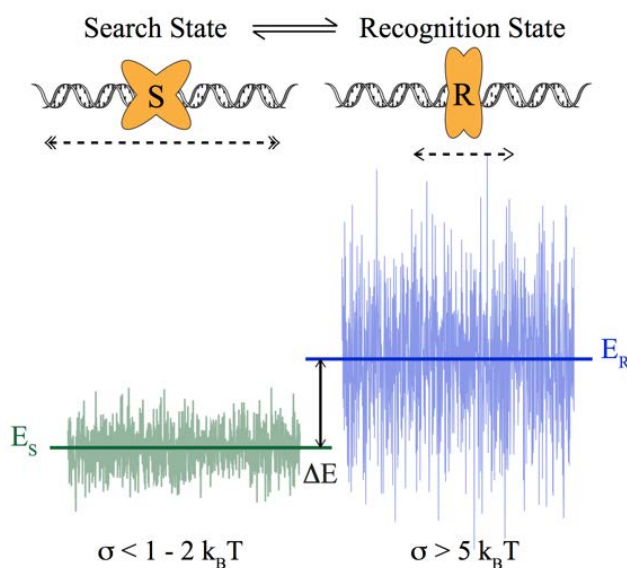 Search State ⇌ Recognition State
S R
E_S
E_R
ΔE
σ < 1 - 2 k_BT
σ > 5 k_BT